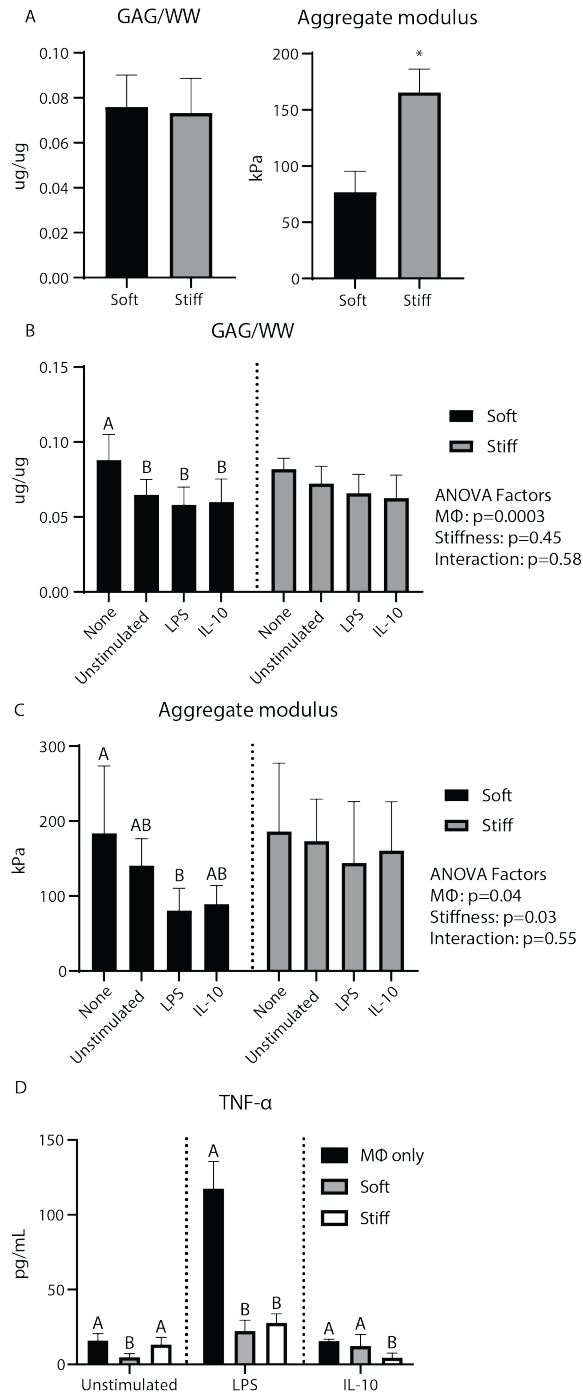 A
GAG/WW
Aggregate modulus
0.10
0.08
0.06
0.04
0.02
0.00
ug/ug
Soft
Stiff
200
150
100
50
0
kPa
*
Soft
Stiff
B
GAG/WW
0.15
0.10
0.05
0.00
ug/ug
A
B
B
B
None
Unstimulated
LPS
IL-10
None
Unstimulated
LPS
IL-10
Soft
Stiff
ANOVA Factors
MΦ: p=0.0003
Stiffness: p=0.45
Interaction: p=0.58
C
Aggregate modulus
300
200
100
0
kPa
A
AB
B
AB
None
Unstimulated
LPS
IL-10
None
Unstimulated
LPS
IL-10
Soft
Stiff
ANOVA Factors
MΦ: p=0.04
Stiffness: p=0.03
Interaction: p=0.55
D
TNF-α
150
100
50
0
pg/mL
A
B
A
A
B
B
A
A
B
Unstimulated
LPS
IL-10
MΦ only
Soft
Stiff